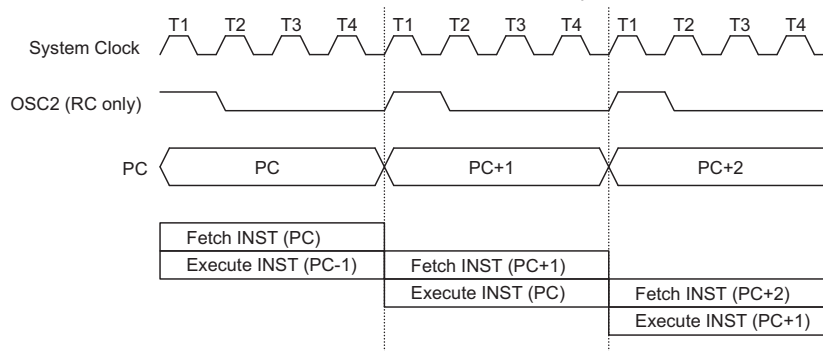 T1 T2 T3 T4 T1 T2 T3 T4 T1 T2 T3 T4
System Clock
OSC2 (RC only)
PC PC PC+1 PC+2
Fetch INST (PC)
Execute INST (PC-1) Fetch INST (PC+1)
Execute INST (PC) Fetch INST (PC+2)
Execute INST (PC+1)